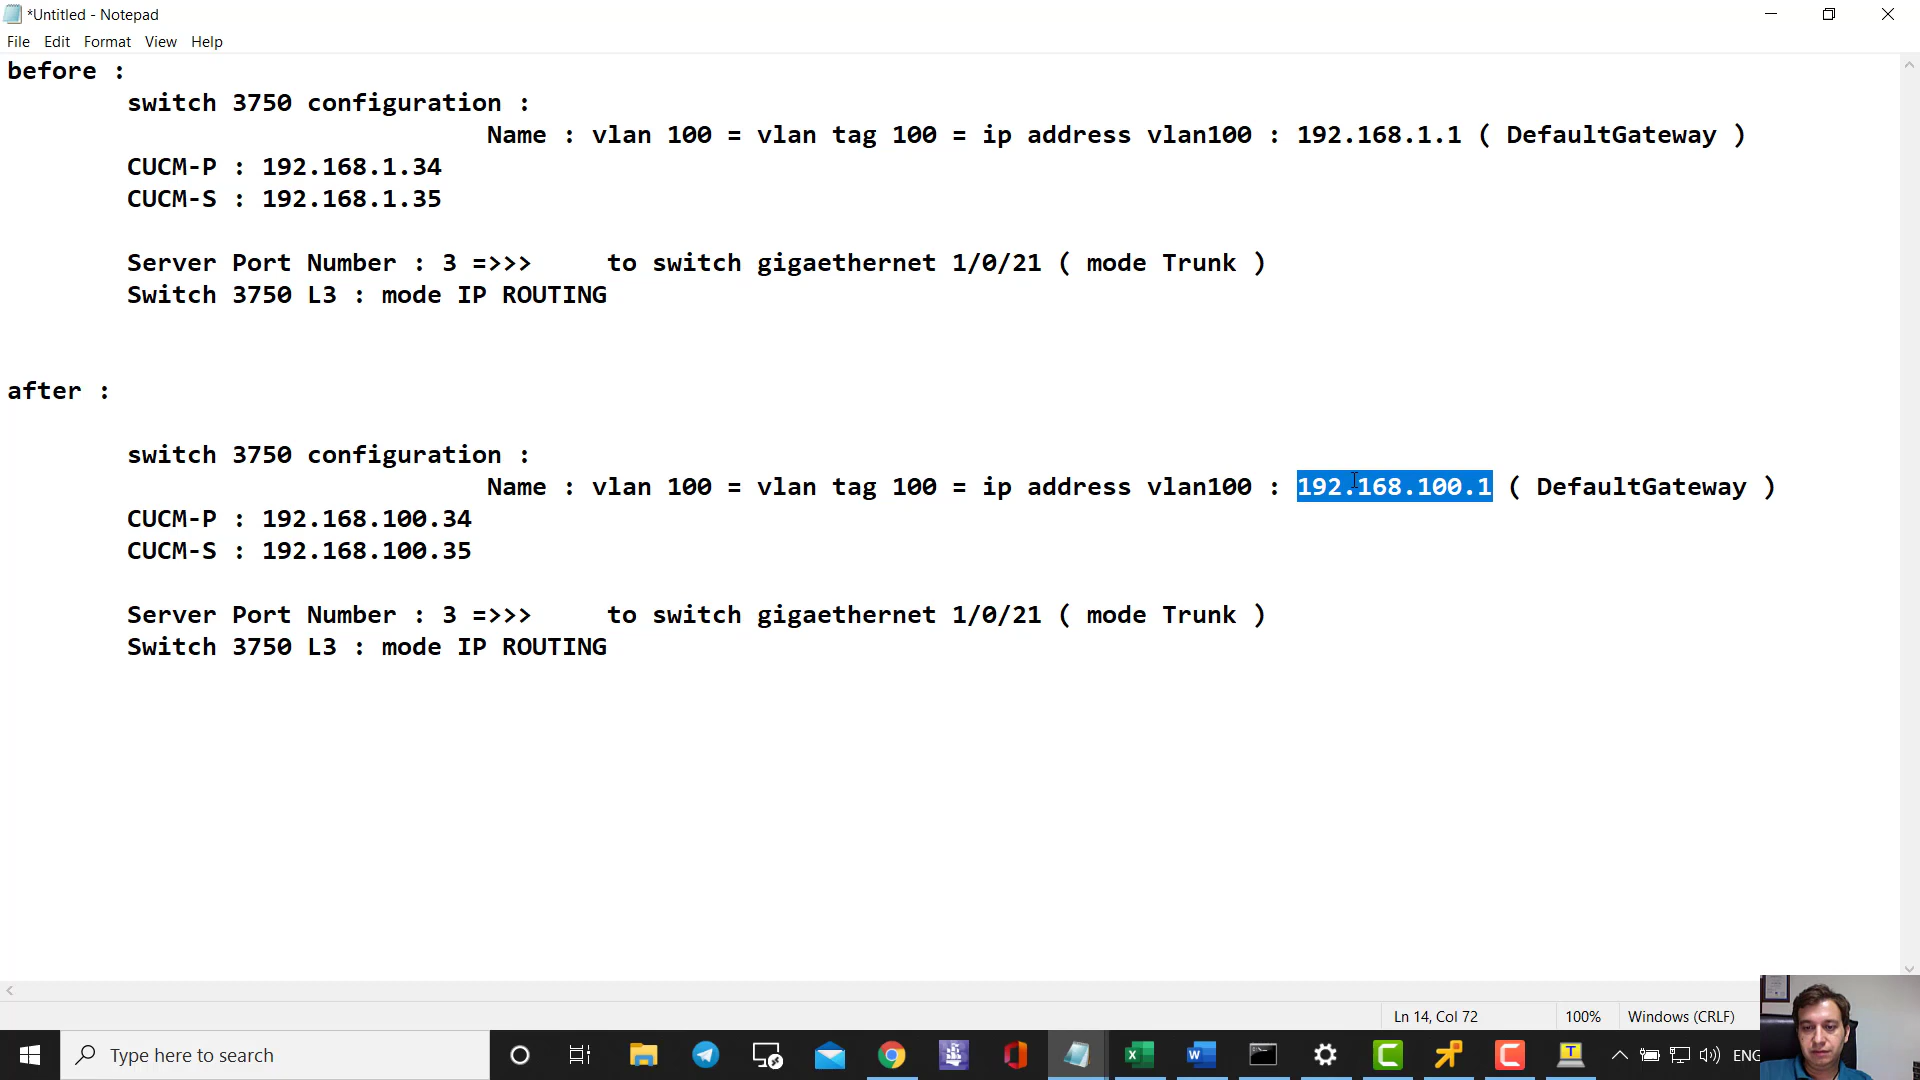 *Untitled - Notepad
File Edit Format View Help
before :
switch 3750 configuration :
Name : vlan 100 = vlan tag 100 = ip address vlan100 : 192.168.1.1 ( DefaultGateway )
CUCM-P : 192.168.1.34
CUCM-S : 192.168.1.35
Server Port Number : 3 =>>> to switch gigaethernet 1/0/21 ( mode Trunk )
Switch 3750 L3 : mode IP ROUTING
after :
switch 3750 configuration :
Name : vlan 100 = vlan tag 100 = ip address vlan100 : 192.168.100.1 ( DefaultGateway )
CUCM-P : 192.168.100.34
CUCM-S : 192.168.100.35
Server Port Number : 3 =>>> to switch gigaethernet 1/0/21 ( mode Trunk )
Switch 3750 L3 : mode IP ROUTING
Ln 14, Col 72 100% Windows (CRLF)
Type here to search
ENG